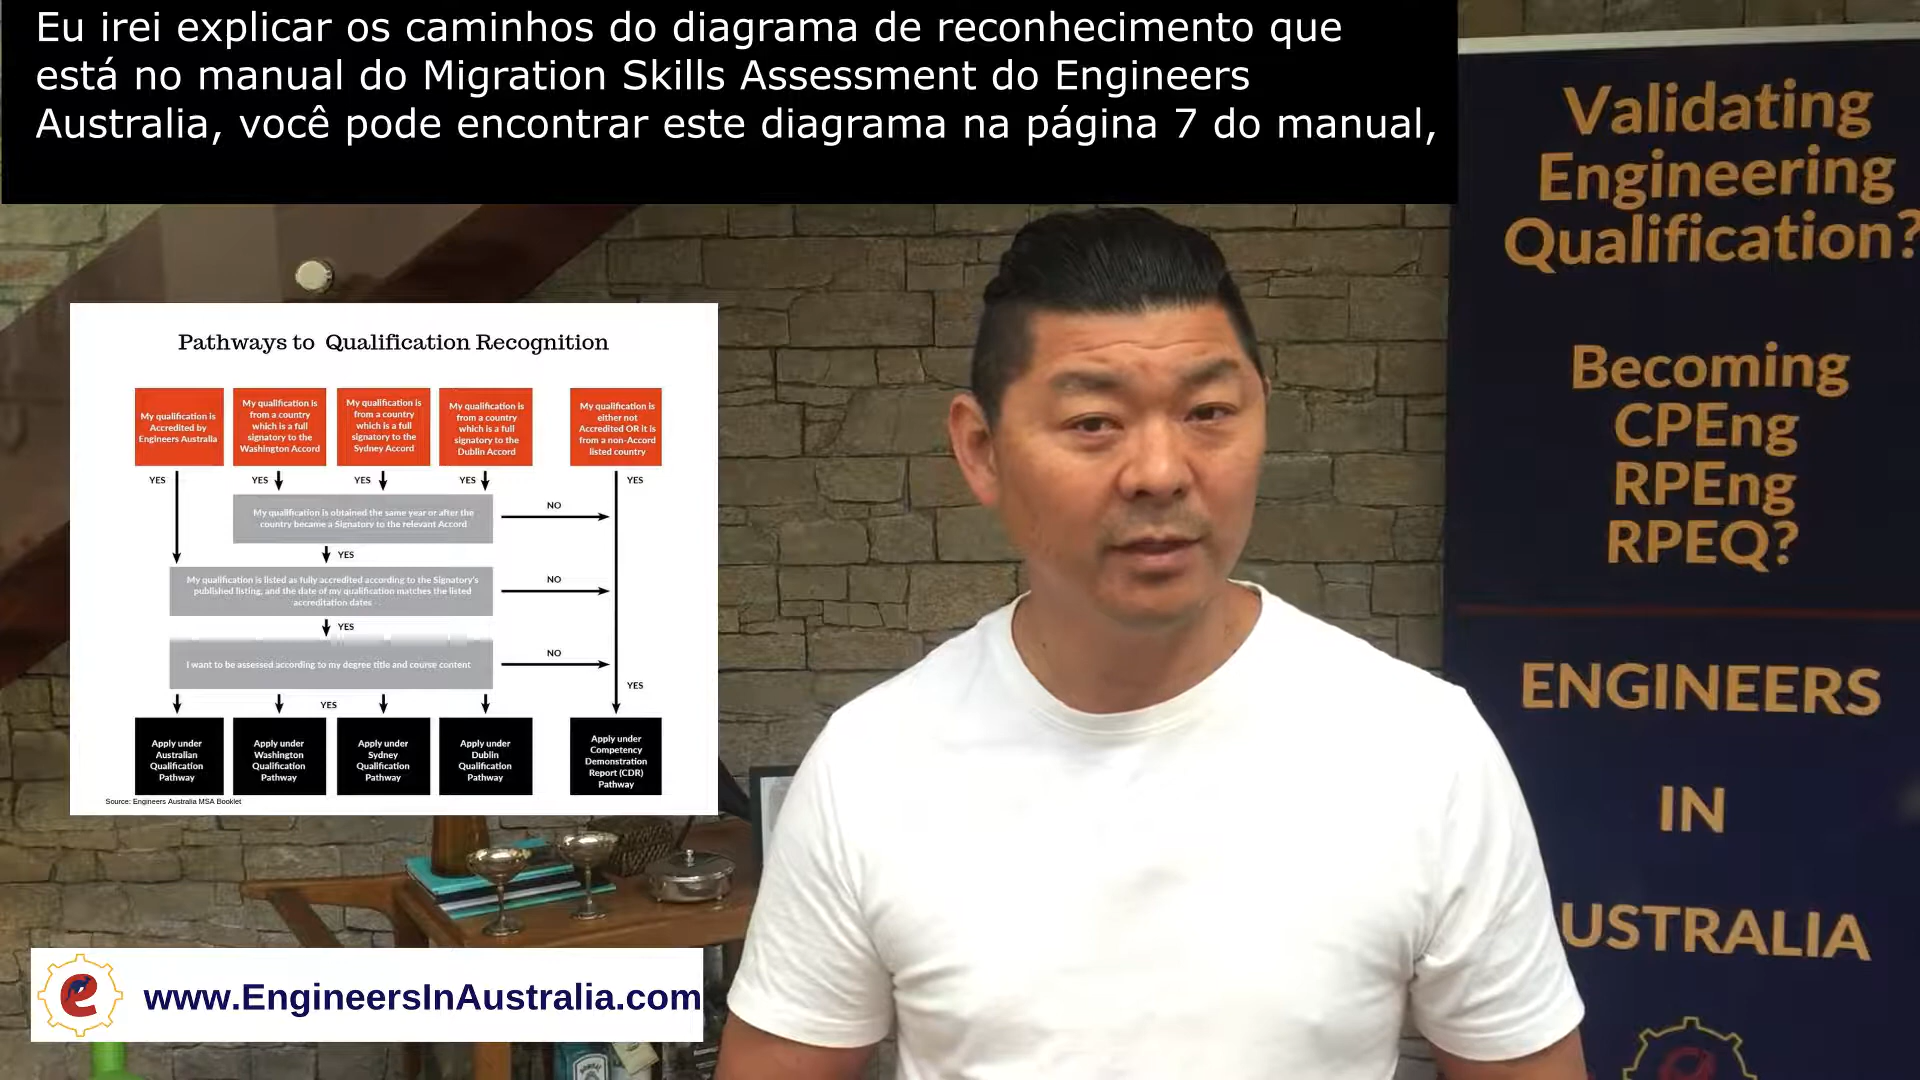 Eu irei explicar os caminhos do diagrama de reconhecimento que
está no manual do Migration Skills Assessment do Engineers
Australia, você pode encontrar este diagrama na página 7 do manual,
Validating
Engineering
Qualification?
Becoming
CPEng
RPEng
RPEQ?
ENGINEERS
IN
USTRALIA
Pathways to Qualification Recognition
My qualification is
Accredited by
Engineers Australia
My qualification is
from a country
which is a full
signatory to the
Washington Accord
My qualification is
from a country
which is a full
signatory to the
Sydney Accord
My qualification is
from a country
which is a full
signatory to the
Dublin Accord
My qualification is
either not
Accredited OR it is
from a non-Accord
listed country
YES
YES
YES
YES
YES
My qualification is obtained the same year or after the
country became a Signatory to the relevant Accord
NO
YES
My qualification is listed as fully accredited according to the Signatory's
published listing, and the date of my qualification matches the listed
accreditation dates
NO
YES
I want to be assessed according to my degree title and course content
NO
YES
YES
Apply under
Australian
Qualification
Pathway
Apply under
Washington
Qualification
Pathway
Apply under
Sydney
Qualification
Pathway
Apply under
Dublin
Qualification
Pathway
Apply under
Competency
Demonstration
Report (CDR)
Pathway
Source: Engineers Australia MSA Booklet
e
www.EngineersInAustralia.com